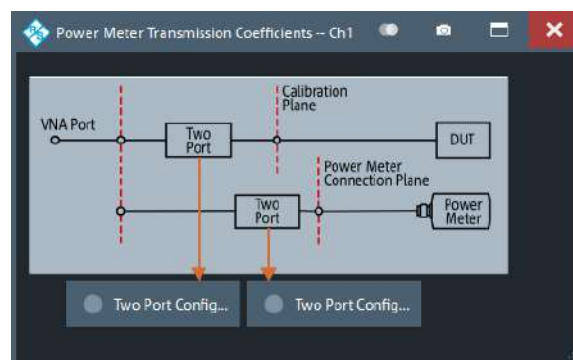 Power Meter Transmission Coefficients -- Ch1
Calibration
Plane
VNA Port
Two
Port
DUT
Power Meter
Connection Plane
Two
Port
Power
Meter
Two Port Config...
Two Port Config...